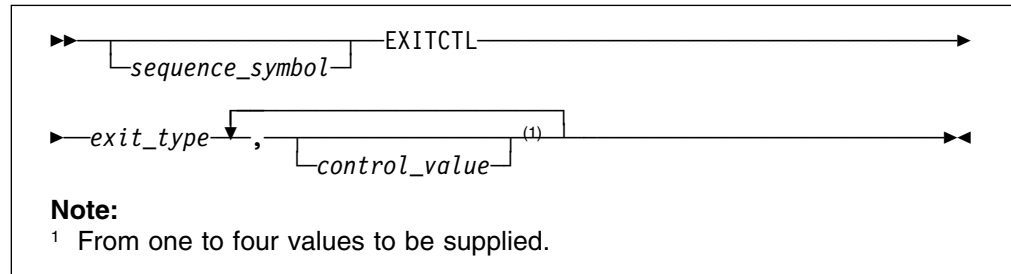 EXITCTL
sequence_symbol
exit_type , (1)
control_value
Note:
1 From one to four values to be supplied.